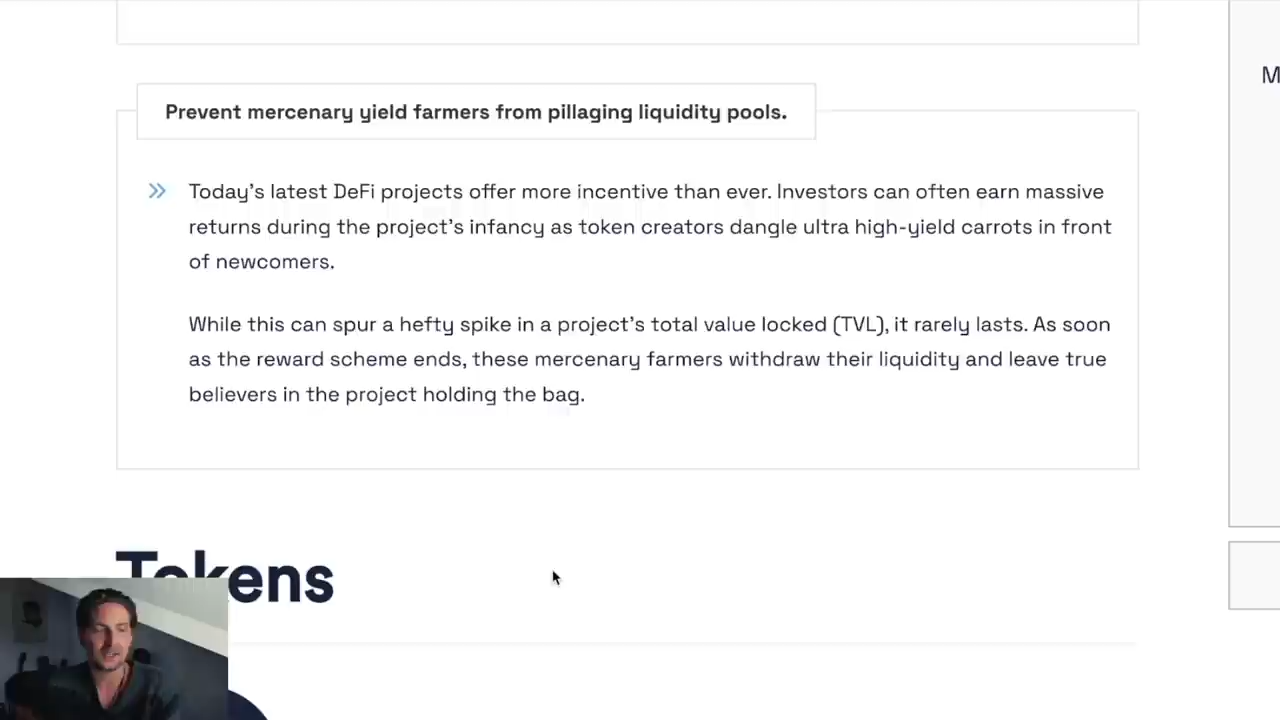 M
Prevent mercenary yield farmers from pillaging liquidity pools.
Today's latest DeFi projects offer more incentive than ever. Investors can often earn massive
returns during the project's infancy as token creators dangle ultra high-yield carrots in front
of newcomers.
While this can spur a hefty spike in a project's total value locked (TVL), it rarely lasts. As soon
as the reward scheme ends, these mercenary farmers withdraw their liquidity and leave true
believers in the project holding the bag.
Tokens